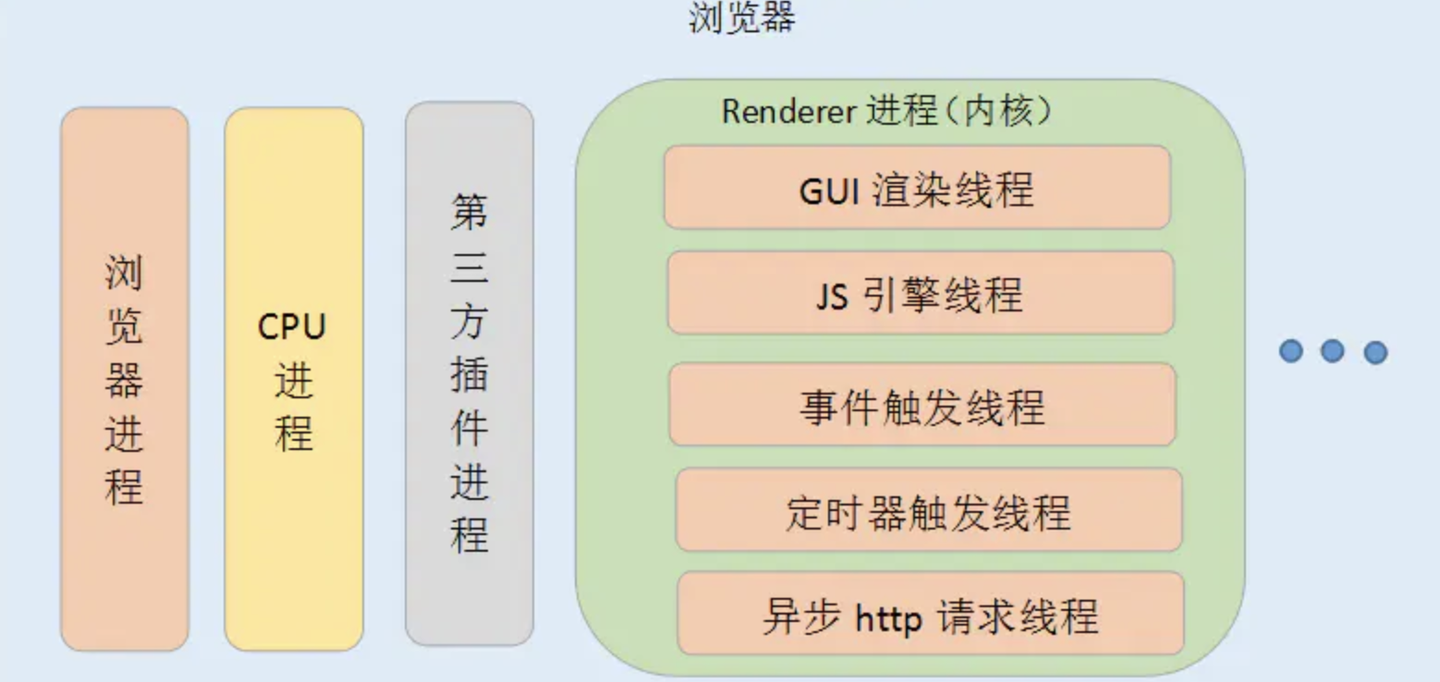 浏览器
浏览器进程
CPU
进程
第三方插件进程
Renderer 进程（内核）
GUI 渲染线程
JS 引擎线程
事件触发线程
定时器触发线程
异步 http 请求线程